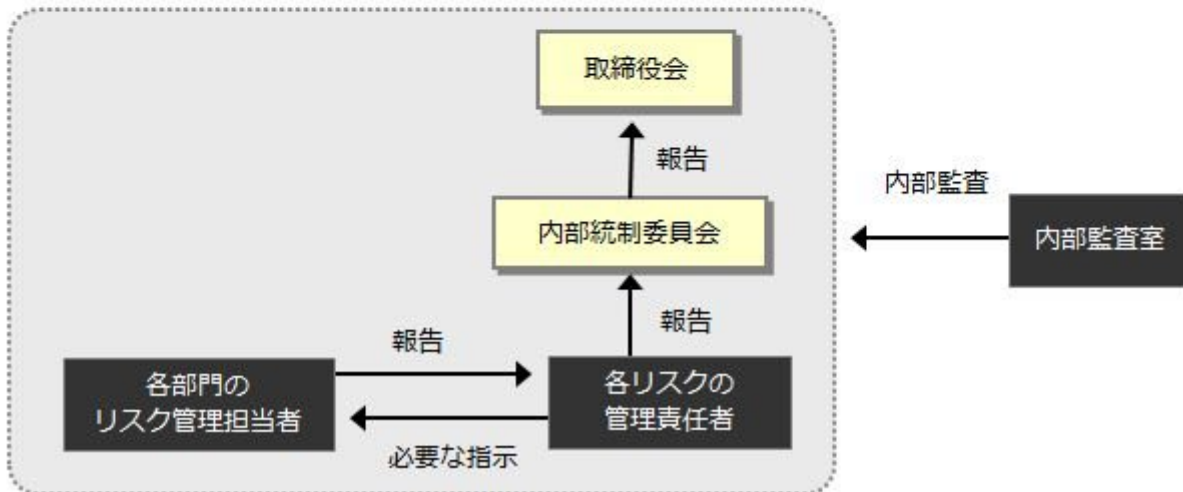 取締役会
報告
内部監査
内部統制委員会
内部監査室
報告
報告
各部門の
リスク管理担当者
各リスクの
管理責任者
必要な指示